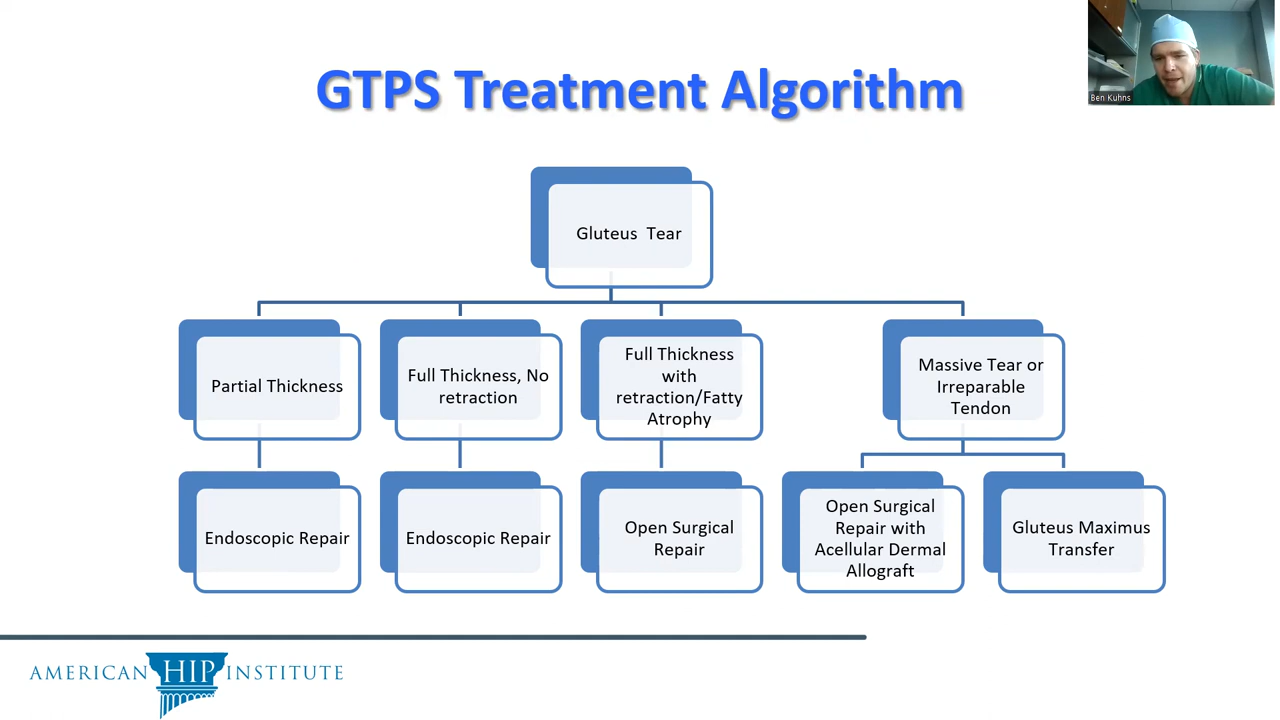 GTPS Treatment Algorithm
Ben Kuhns
Gluteus  Tear
Partial Thickness
Full Thickness, No
retraction
Full Thickness
with
retraction/Fatty
Atrophy
Massive Tear or
Irreparable
Tendon
Endoscopic Repair
Endoscopic Repair
Open Surgical
Repair
Open Surgical
Repair with
Acellular Dermal
Allograft
Gluteus Maximus
Transfer
AMERICAN HIP INSTITUTE